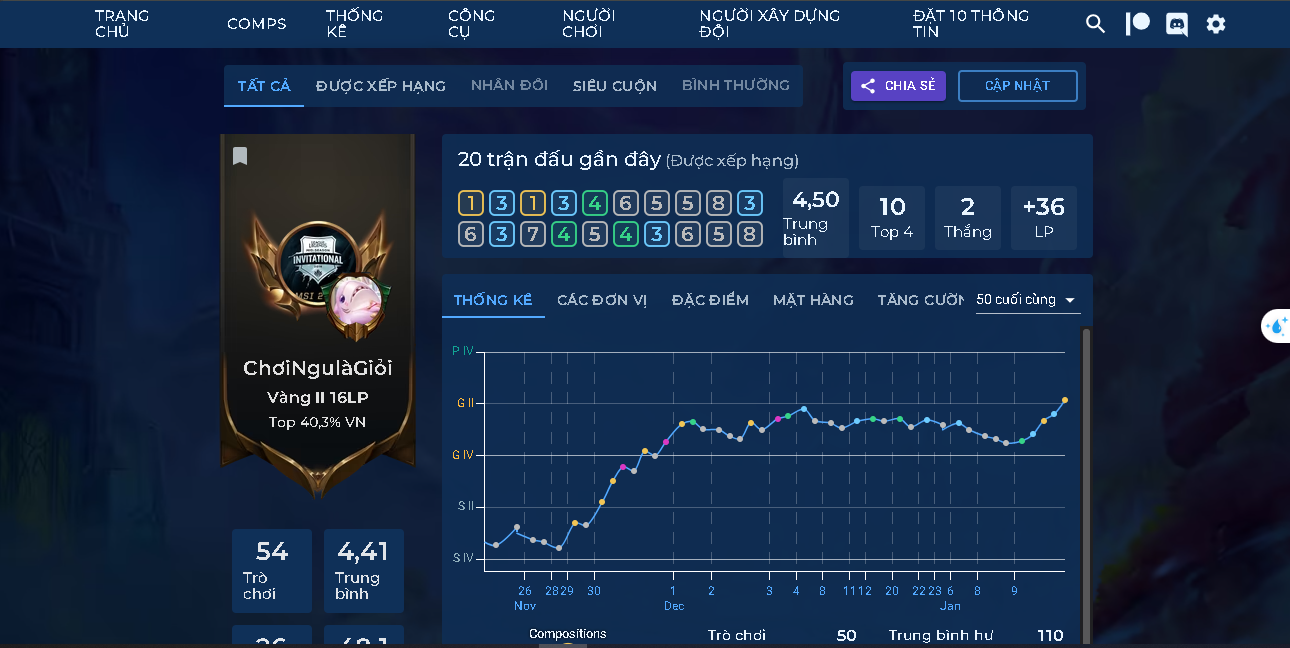 TRANG CHỦ
COMPS
THỐNG KÊ
CÔNG CỤ
NGƯỜI CHƠI
NGƯỜI XÂY DỰNG ĐỘI
ĐẶT 10 THÔNG TIN
TẤT CẢ
ĐƯỢC XẾP HẠNG
NHÂN ĐÔI
SIÊU CUỘN
BÌNH THƯỜNG
CHIA SẺ
CẬP NHẬT
20 trận đấu gần đây (Được xếp hạng)
1 3 1 3 4 6 5 5 8 3
6 3 7 4 5 4 3 6 5 8
4,50
Trung bình
10
Top 4
2
Thắng
+36
LP
INVITATIONAL
MSI 2
ChơiNgulàGiỏi
Vàng II 16LP
Top 40,3% VN
54
Trò chơi
4,41
Trung bình
THỐNG KÊ
CÁC ĐƠN VỊ
ĐẶC ĐIỂM
MẶT HÀNG
TĂNG CƯỜN
50 cuối cùng
P IV
G II
G IV
S II
S IV
26 28 29 30 1 2 3 4 8 11 12 20 22 23 6 8 9
Nov Dec Jan
Compositions
Trò chơi
50
Trung bình hư
110